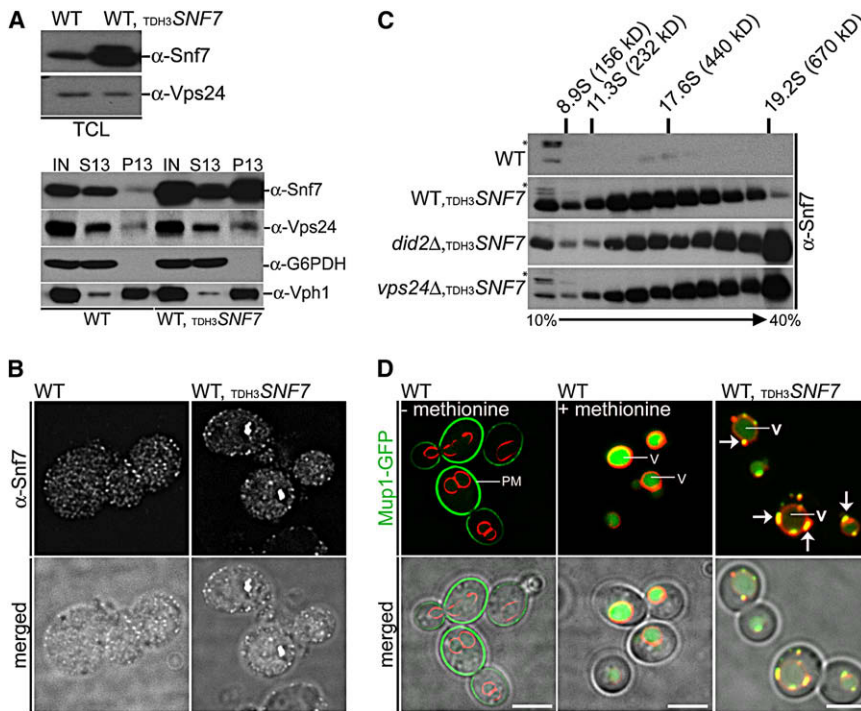 A
WT WT, TDH3SNF7
α-Snf7
α-Vps24
TCL
IN S13 P13 IN S13 P13
α-Snf7
α-Vps24
α-G6PDH
α-Vph1
WT WT, TDH3SNF7
B
WT WT, TDH3SNF7
α-Snf7
merged
C
8.9S (156 kD)
11.3S (232 kD)
17.6S (440 kD)
19.2S (670 kD)
* WT
* WT,TDH3SNF7
did2Δ,TDH3SNF7
* vps24Δ,TDH3SNF7
α-Snf7
10% 40%
D
WT WT WT, TDH3SNF7
Mup1-GFP
- methionine + methionine
PM
V
V
V
V
merged